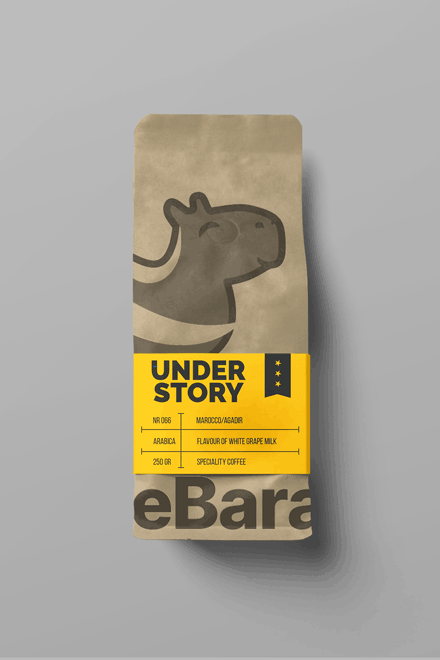 UNDER
STORY
NR 066 MAROCCO/AGADIR
ARABICA FLAVOUR OF WHITE GRAPE MILK
250 GR SPECIALITY COFFEE
eBara